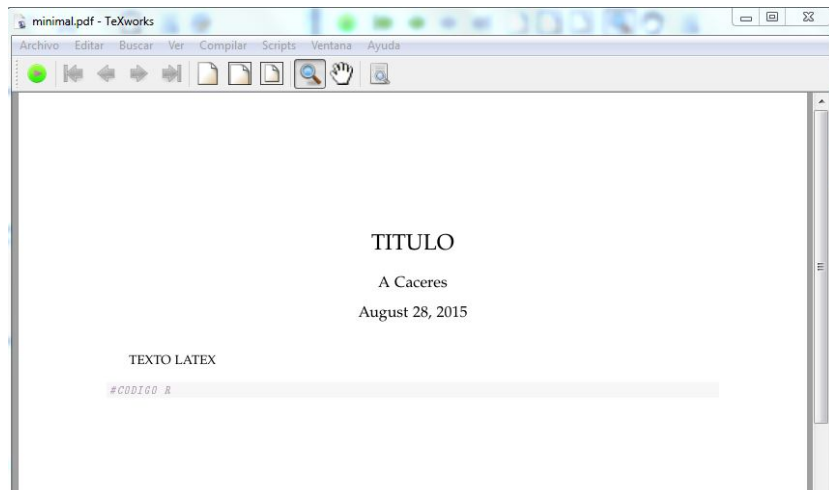 minimal.pdf - TeXworks
Archivo Editar Buscar Ver Compilar Scripts Ventana Ayuda
TITULO
A Caceres
August 28, 2015
TEXTO LATEX
#CODIGO R